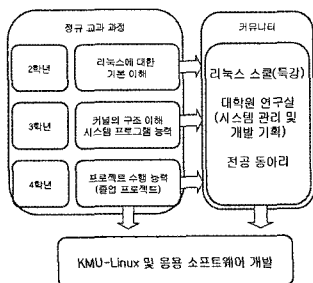 정규 교과 과정
2학년
리눅스에 대한
기본 이해
3학년
커널의 구조 이해
시스템 프로그램 능력
4학년
프로젝트 수행 능력
(졸업 프로젝트)
커뮤니터
리눅스 스쿨(특강)
대학원 연구실
(시스템 관리 및
개발 기획)
전공 동아리
KMU-Linux 및 응용 소프트웨어 개발